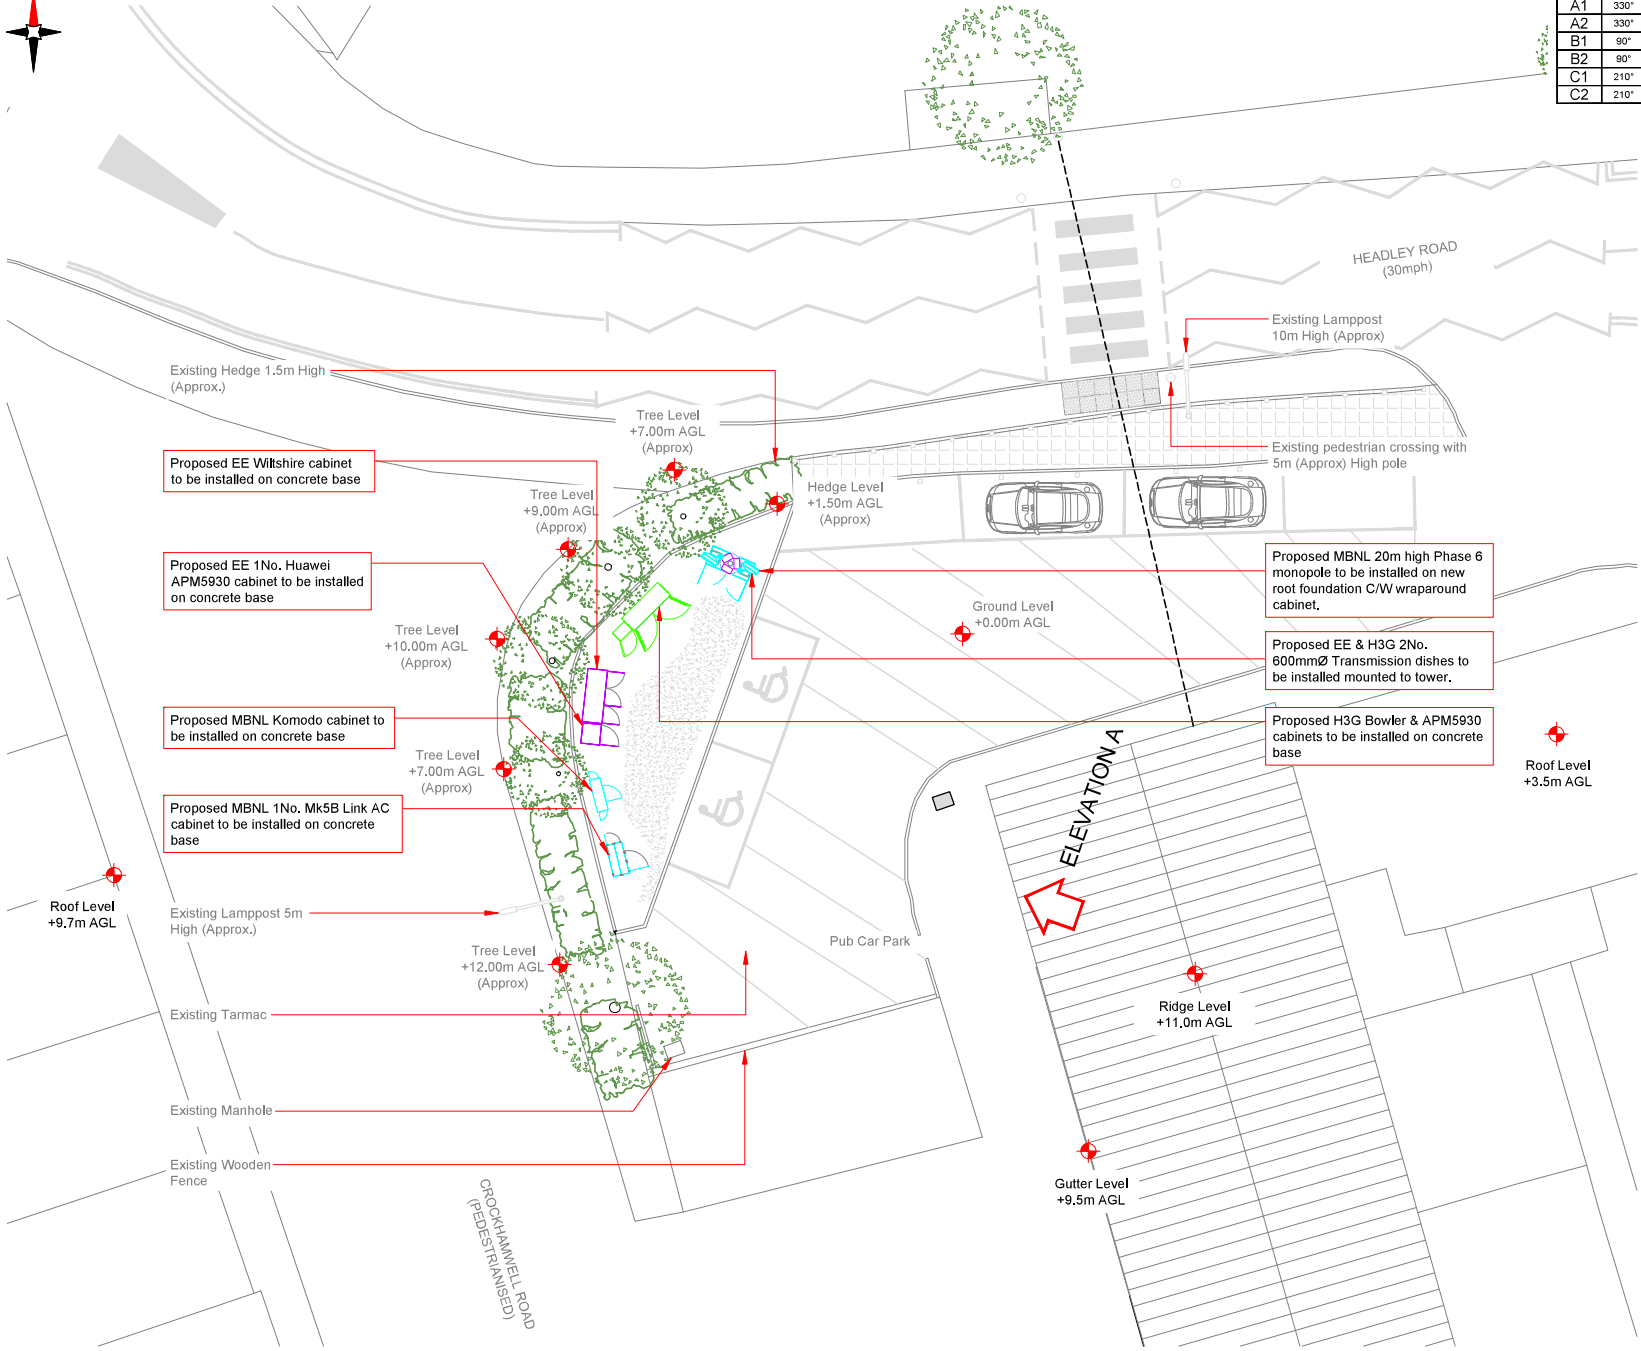 A1 330°
A2 330°
B1 90°
B2 90°
C1 210°
C2 210°
HEADLEY ROAD
(30mph)
Existing Lamppost
10m High (Approx)
Existing Hedge 1.5m High
(Approx.)
Tree Level
+7.00m AGL
(Approx)
Existing pedestrian crossing with
5m (Approx) High pole
Proposed EE Wiltshire cabinet
to be installed on concrete base
Tree Level
+9.00m AGL
(Approx)
Hedge Level
+1.50m AGL
(Approx)
Proposed EE 1No. Huawei
APM5930 cabinet to be installed
on concrete base
Proposed MBNL 20m high Phase 6
monopole to be installed on new
root foundation C/W wraparound
cabinet.
Ground Level
+0.00m AGL
Tree Level
+10.00m AGL
(Approx)
Proposed EE & H3G 2No.
600mmØ Transmission dishes to
be installed mounted to tower.
Proposed MBNL Komodo cabinet to
be installed on concrete base
Proposed H3G Bowler & APM5930
cabinets to be installed on concrete
base
Tree Level
+7.00m AGL
(Approx)
Roof Level
+3.5m AGL
ELEVATION A
Proposed MBNL 1No. Mk5B Link AC
cabinet to be installed on concrete
base
Roof Level
+9.7m AGL
Existing Lamppost 5m
High (Approx.)
Pub Car Park
Tree Level
+12.00m AGL
(Approx)
Existing Tarmac
Ridge Level
+11.0m AGL
Existing Manhole
Existing Wooden
Fence
Gutter Level
+9.5m AGL
CROCKHAMWELL ROAD
(PEDESTRIANISED)